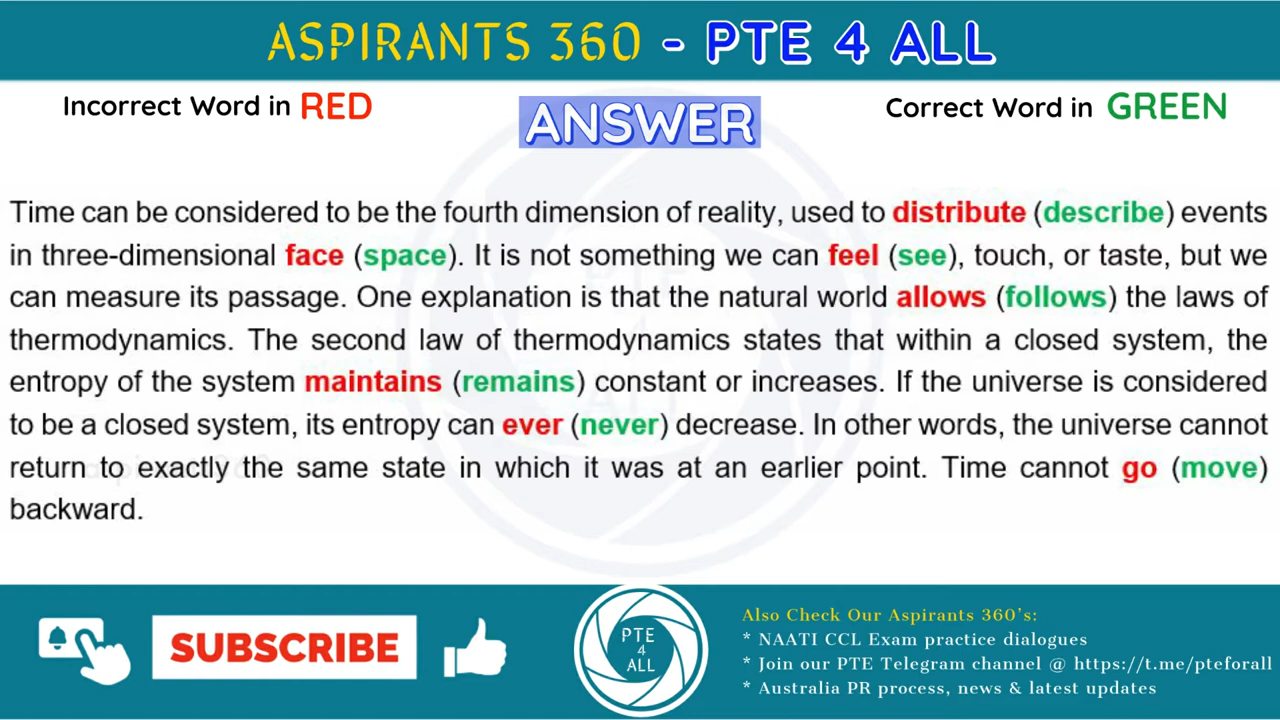 ASPIRANTS 360 - PTE 4 ALL
Incorrect Word in RED
ANSWER
Correct Word in GREEN
Time can be considered to be the fourth dimension of reality, used to distribute (describe) events
in three-dimensional face (space). It is not something we can feel (see), touch, or taste, but we
can measure its passage. One explanation is that the natural world allows (follows) the laws of
thermodynamics. The second law of thermodynamics states that within a closed system, the
entropy of the system maintains (remains) constant or increases. If the universe is considered
to be a closed system, its entropy can ever (never) decrease. In other words, the universe cannot
return to exactly the same state in which it was at an earlier point. Time cannot go (move)
backward.
SUBSCRIBE
PTE
4
ALL
Also Check Our Aspirants 360's:
* NAATI CCL Exam practice dialogues
* Join our PTE Telegram channel @ https://t.me/pteforall
* Australia PR process, news & latest updates